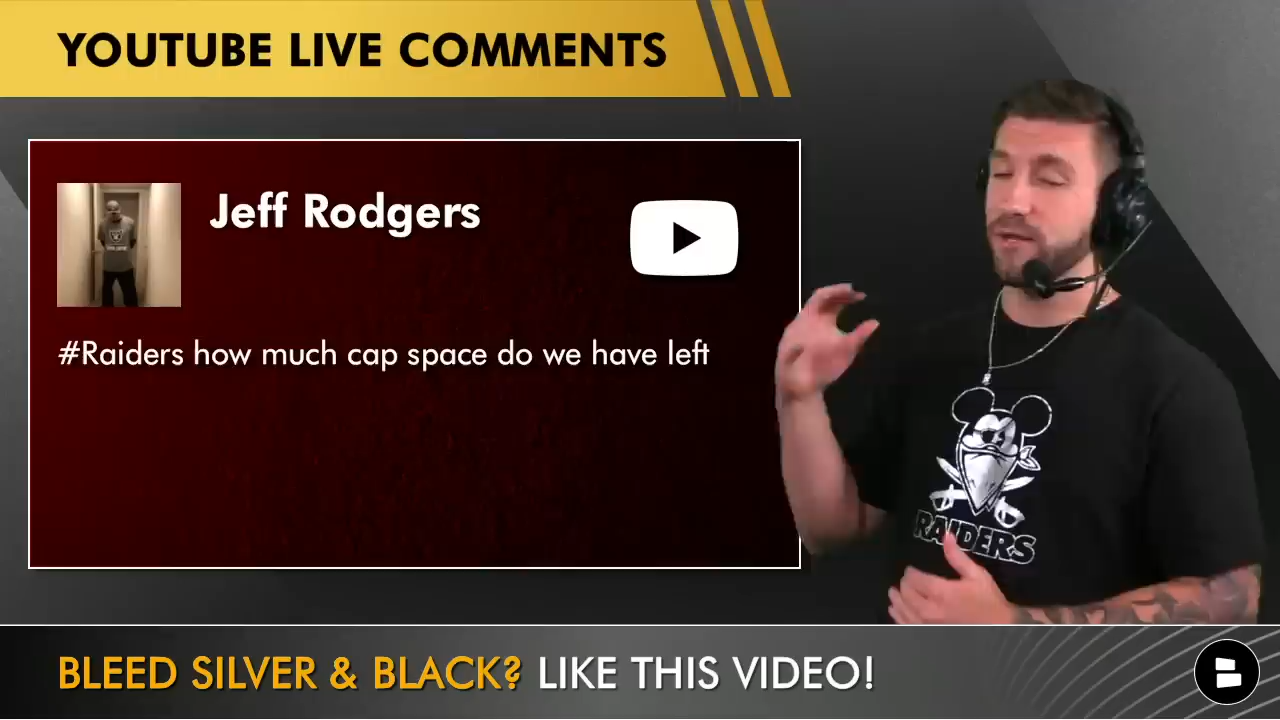 YOUTUBE LIVE COMMENTS
Jeff Rodgers
#Raiders how much cap space do we have left
RAIDERS
BLEED SILVER & BLACK? LIKE THIS VIDEO!